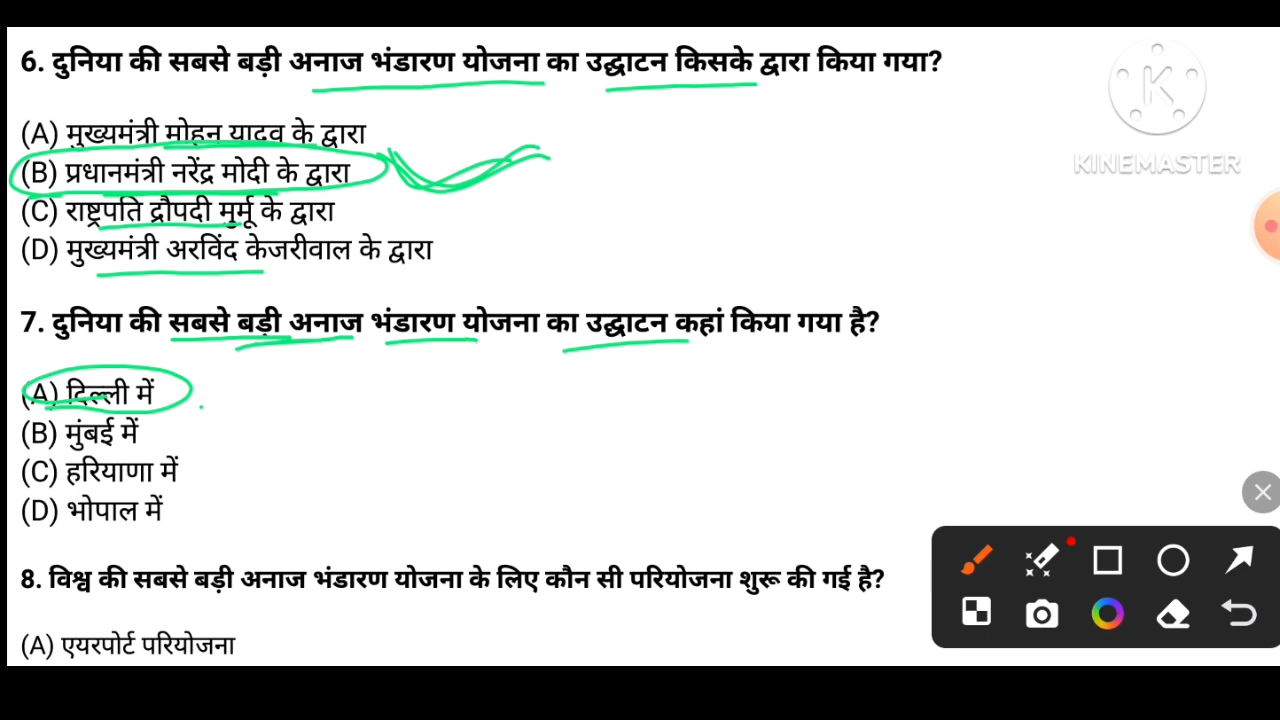 6. दुनिया की सबसे बड़ी अनाज भंडारण योजना का उद्घाटन किसके द्वारा किया गया?
(A) मुख्यमंत्री मोहन यादव के द्वारा
(B) प्रधानमंत्री नरेंद्र मोदी के द्वारा
(C) राष्ट्रपति द्रौपदी मुर्मू के द्वारा
(D) मुख्यमंत्री अरविंद केजरीवाल के द्वारा
7. दुनिया की सबसे बड़ी अनाज भंडारण योजना का उद्घाटन कहां किया गया है?
(A) दिल्ली में
(B) मुंबई में
(C) हरियाणा में
(D) भोपाल में
8. विश्व की सबसे बड़ी अनाज भंडारण योजना के लिए कौन सी परियोजना शुरू की गई है?
(A) एयरपोर्ट परियोजना
K
KINEMASTER